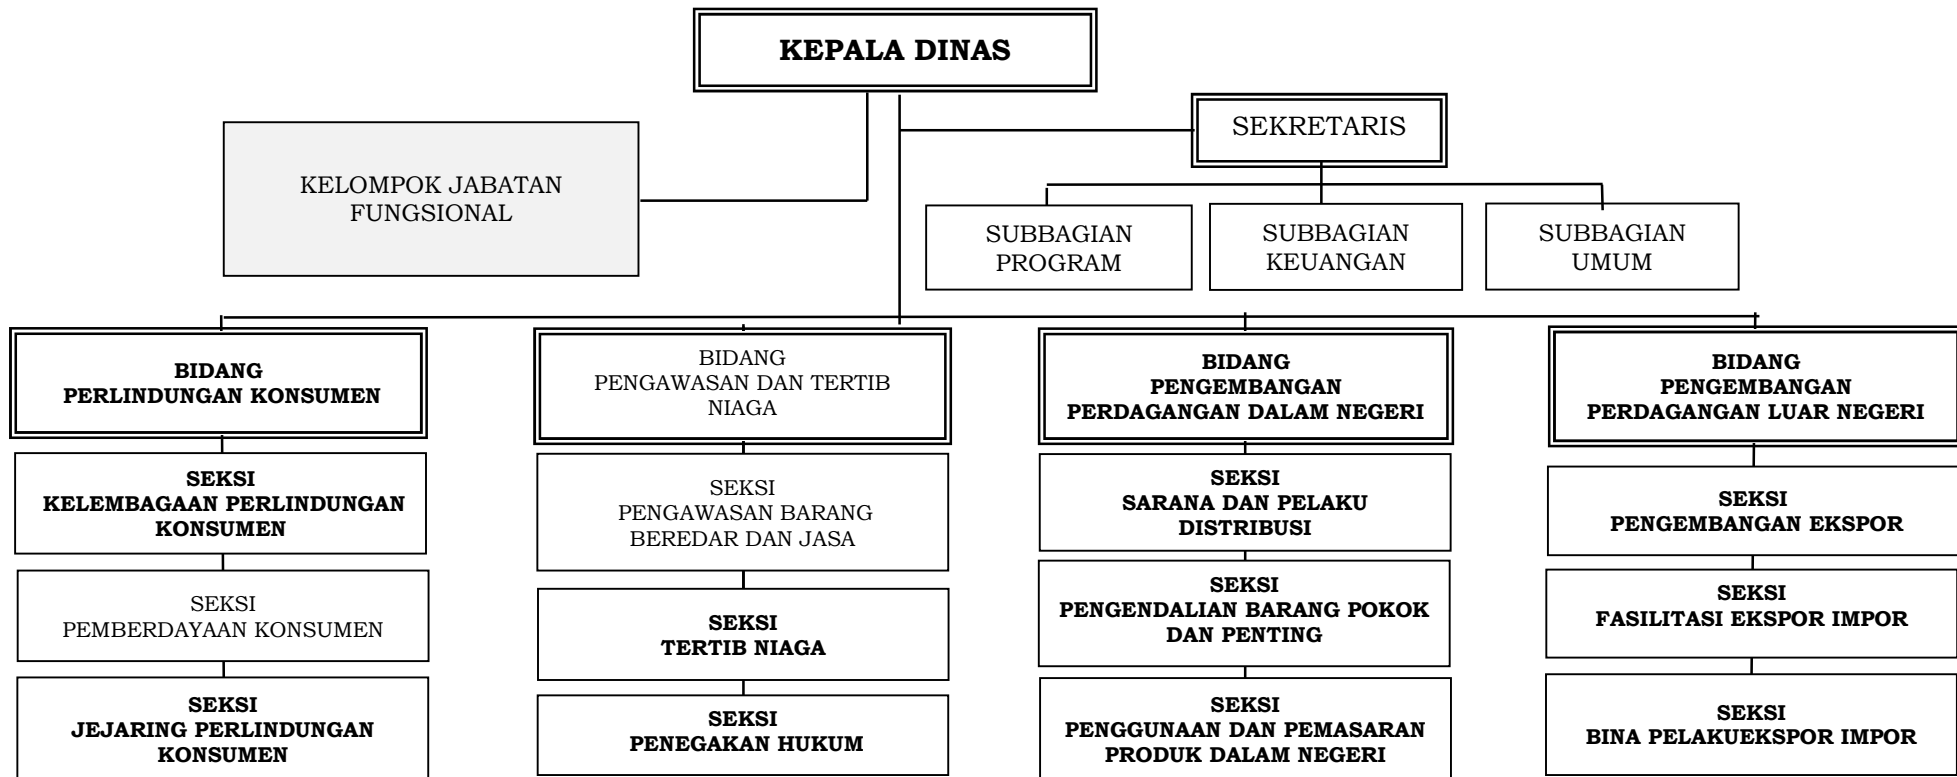 KEPALA DINAS
SEKRETARIS
KELOMPOK JABATAN
FUNGSIONAL
SUBBAGIAN
PROGRAM
SUBBAGIAN
KEUANGAN
SUBBAGIAN
UMUM
BIDANG
PERLINDUNGAN KONSUMEN
BIDANG
PENGAWASAN DAN TERTIB
NIAGA
BIDANG
PENGEMBANGAN
PERDAGANGAN DALAM NEGERI
BIDANG
PENGEMBANGAN
PERDAGANGAN LUAR NEGERI
SEKSI
KELEMBAGAAN PERLINDUNGAN
KONSUMEN
SEKSI
PENGAWASAN BARANG
BEREDAR DAN JASA
SEKSI
SARANA DAN PELAKU
DISTRIBUSI
SEKSI
PENGEMBANGAN EKSPOR
SEKSI
PEMBERDAYAAN KONSUMEN
SEKSI
TERTIB NIAGA
SEKSI
PENGENDALIAN BARANG POKOK
DAN PENTING
SEKSI
FASILITASI EKSPOR IMPOR
SEKSI
JEJARING PERLINDUNGAN
KONSUMEN
SEKSI
PENEGAKAN HUKUM
SEKSI
PENGGUNAAN DAN PEMASARAN
PRODUK DALAM NEGERI
SEKSI
BINA PELAKUEKSPOR IMPOR